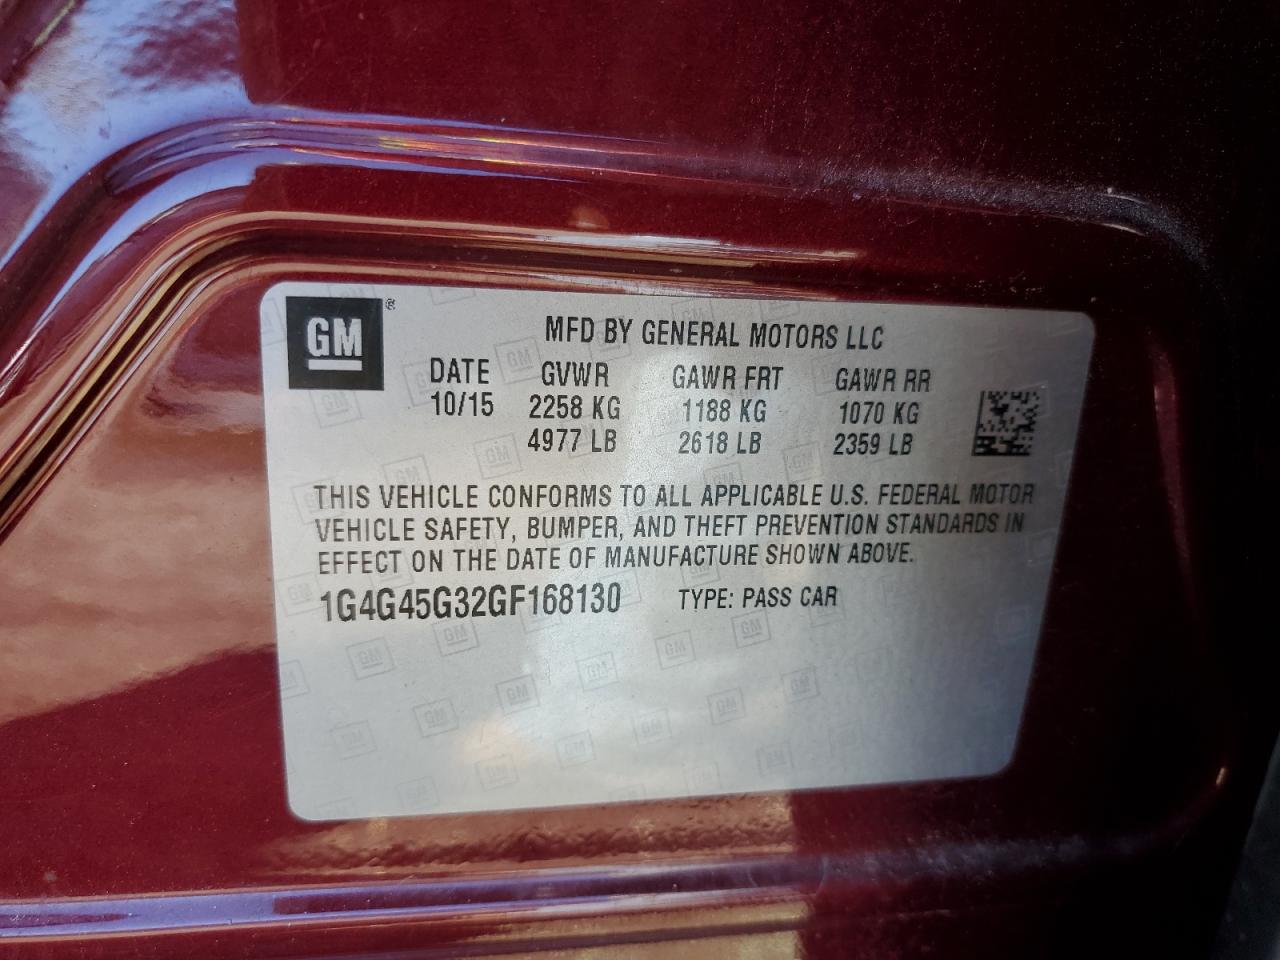 GM ®
MFD BY GENERAL MOTORS LLC
DATE GVWR GAWR FRT GAWR RR
10/15 2258 KG 1188 KG 1070 KG
4977 LB 2618 LB 2359 LB
THIS VEHICLE CONFORMS TO ALL APPLICABLE U.S. FEDERAL MOTOR
VEHICLE SAFETY, BUMPER, AND THEFT PREVENTION STANDARDS IN
EFFECT ON THE DATE OF MANUFACTURE SHOWN ABOVE.
1G4G45G32GF168130 TYPE: PASS CAR